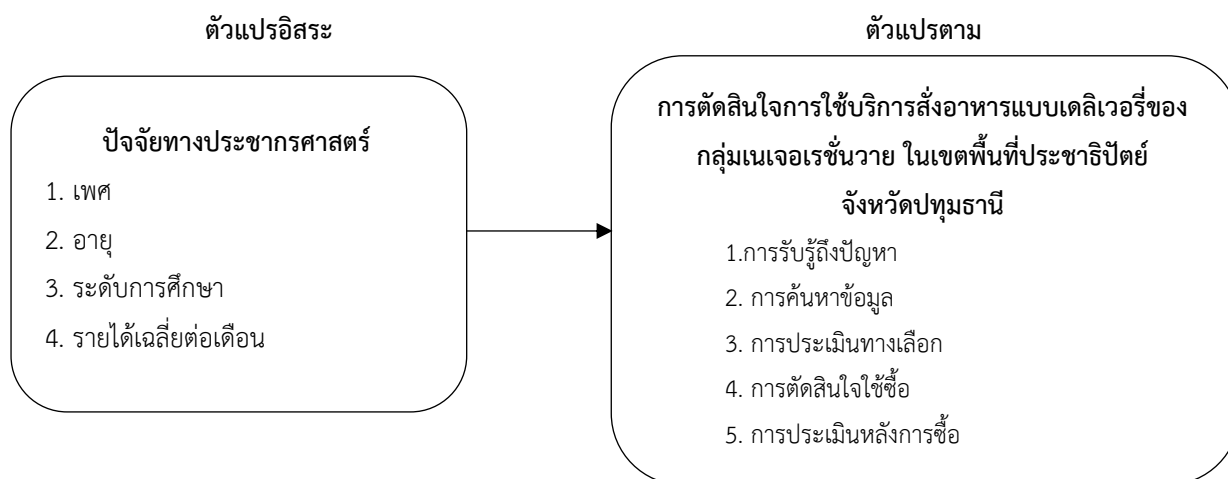 ตัวแปรอิสระ
ตัวแปรตาม
ปัจจัยทางประชากรศาสตร์
1. เพศ
2. อายุ
3. ระดับการศึกษา
4. รายได้เฉลี่ยต่อเดือน
การตัดสินใจการใช้บริการสั่งอาหารแบบเดลิเวอรี่ของ
กลุ่มเนเจอเรชั่นวาย ในเขตพื้นที่ประชาธิปัตย์
จังหวัดปทุมธานี
1.การรับรู้ถึงปัญหา
2. การค้นหาข้อมูล
3. การประเมินทางเลือก
4. การตัดสินใจใช้ซื้อ
5. การประเมินหลังการซื้อ